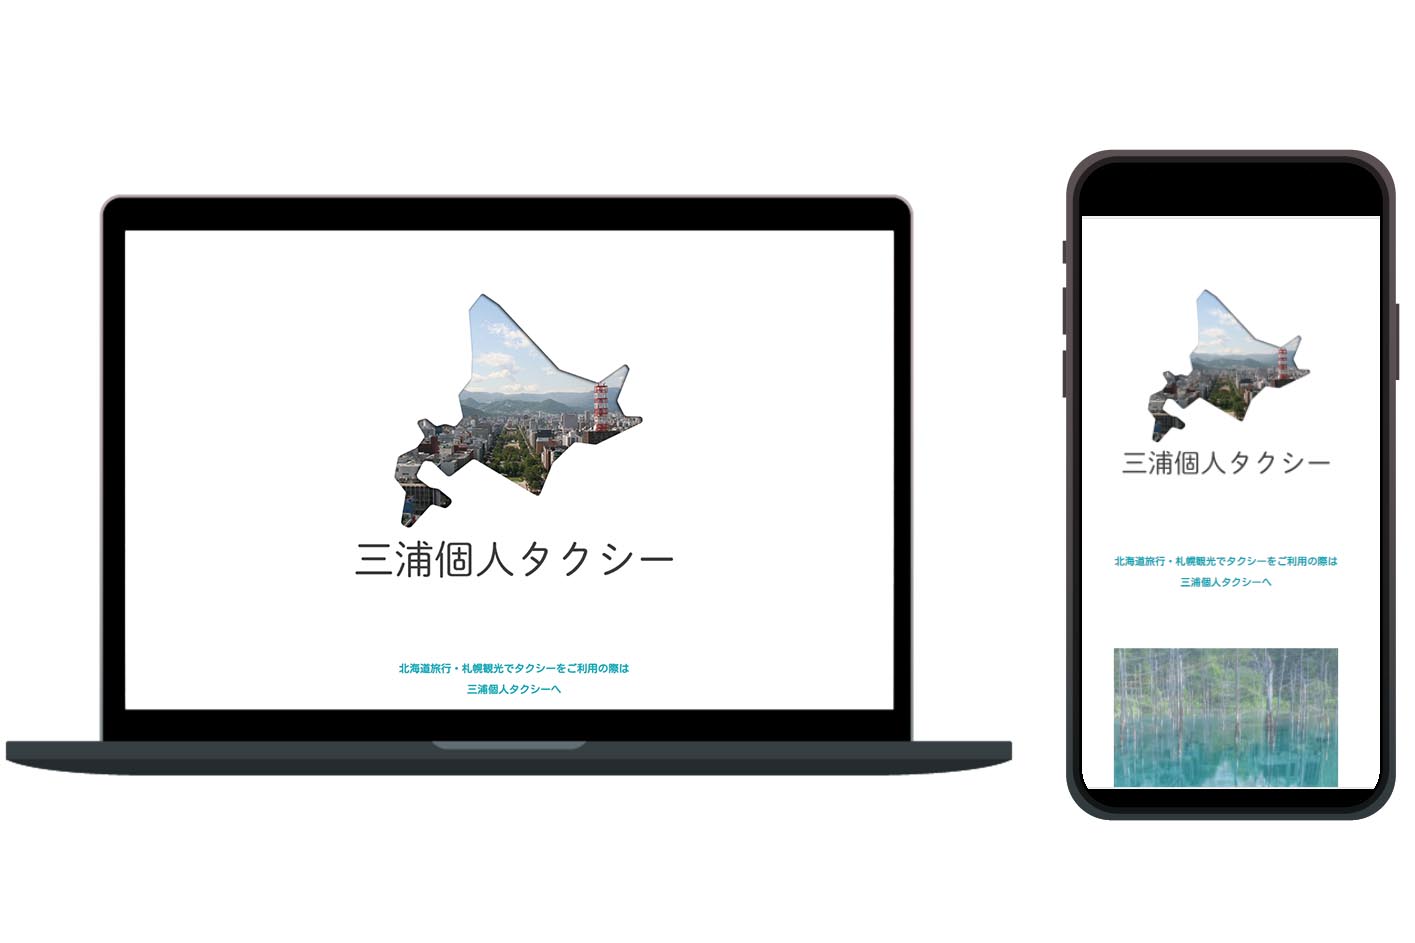 三浦個人タクシー
北海道旅行・札幌観光でタクシーをご利用の際は
三浦個人タクシーへ
三浦個人タクシー
北海道旅行・札幌観光でタクシーをご利用の際は
三浦個人タクシーへ